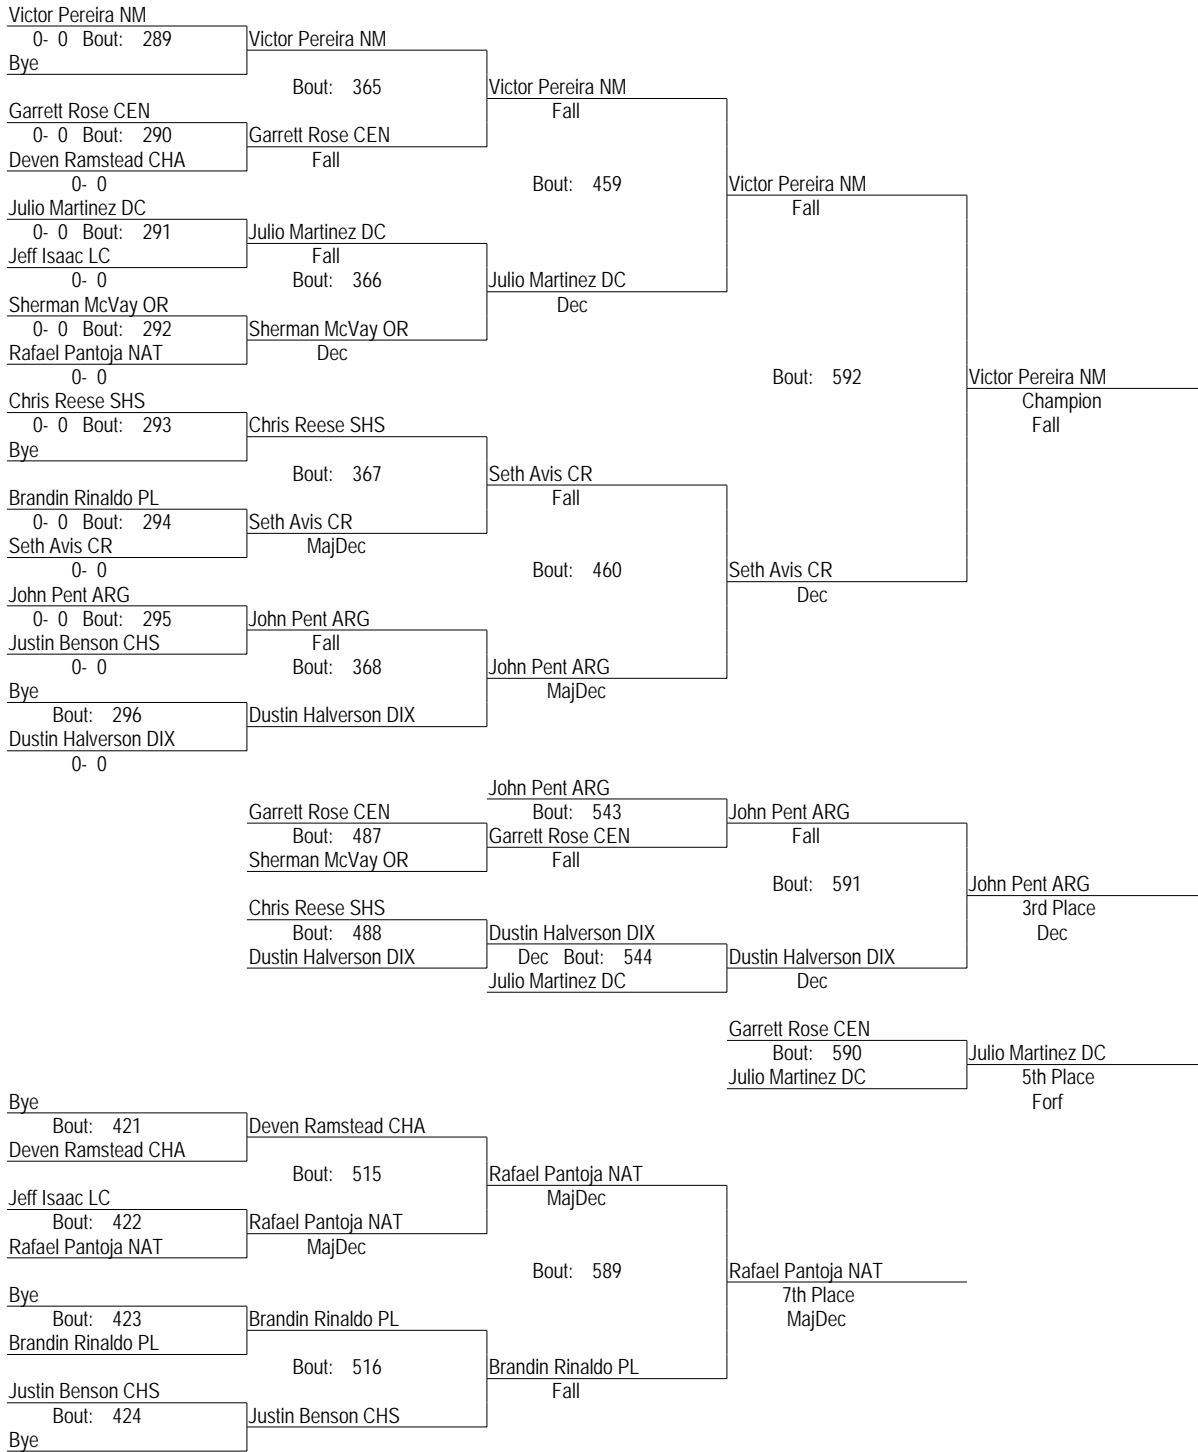 Victor Pereira NM
0- 0 Bout: 289 Victor Pereira NM
Bye
Bout: 365 Victor Pereira NM
Garrett Rose CEN Fall
0- 0 Bout: 290 Garrett Rose CEN
Deven Ramstead CHA Fall
0- 0 Bout: 459 Victor Pereira NM
Julio Martinez DC Fall
0- 0 Bout: 291 Julio Martinez DC
Jeff Isaac LC Fall
0- 0 Bout: 366 Julio Martinez DC
Sherman McVay OR Dec
0- 0 Bout: 292 Sherman McVay OR
Rafael Pantoja NAT Dec
0- 0 Bout: 592 Victor Pereira NM
Chris Reese SHS Champion
0- 0 Bout: 293 Chris Reese SHS Fall
Bye
Bout: 367 Seth Avis CR
Brandin Rinaldo PL Fall
0- 0 Bout: 294 Seth Avis CR
Seth Avis CR MajDec
0- 0 Bout: 460 Seth Avis CR
John Pent ARG Dec
0- 0 Bout: 295 John Pent ARG
Justin Benson CHS Fall
0- 0 Bout: 368 John Pent ARG
Bye MajDec
Bout: 296 Dustin Halverson DIX
Dustin Halverson DIX
0- 0
John Pent ARG
Garrett Rose CEN Bout: 543 John Pent ARG
Bout: 487 Garrett Rose CEN Fall
Sherman McVay OR Fall
Bout: 591 John Pent ARG
Chris Reese SHS 3rd Place
Bout: 488 Dustin Halverson DIX Dec
Dustin Halverson DIX Dec Bout: 544 Dustin Halverson DIX
Julio Martinez DC Dec
Garrett Rose CEN
Bout: 590 Julio Martinez DC
Julio Martinez DC 5th Place
Bye Forf
Bout: 421 Deven Ramstead CHA
Deven Ramstead CHA
Bout: 515 Rafael Pantoja NAT
Jeff Isaac LC MajDec
Bout: 422 Rafael Pantoja NAT
Rafael Pantoja NAT MajDec
Bout: 589 Rafael Pantoja NAT
Bye 7th Place
Bout: 423 Brandin Rinaldo PL MajDec
Brandin Rinaldo PL
Bout: 516 Brandin Rinaldo PL
Justin Benson CHS Fall
Bout: 424 Justin Benson CHS
Bye